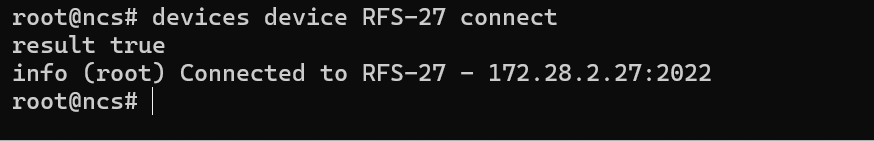 root@ncs# devices device RFS-27 connect
result true
info (root) Connected to RFS-27 - 172.28.2.27:2022
root@ncs#